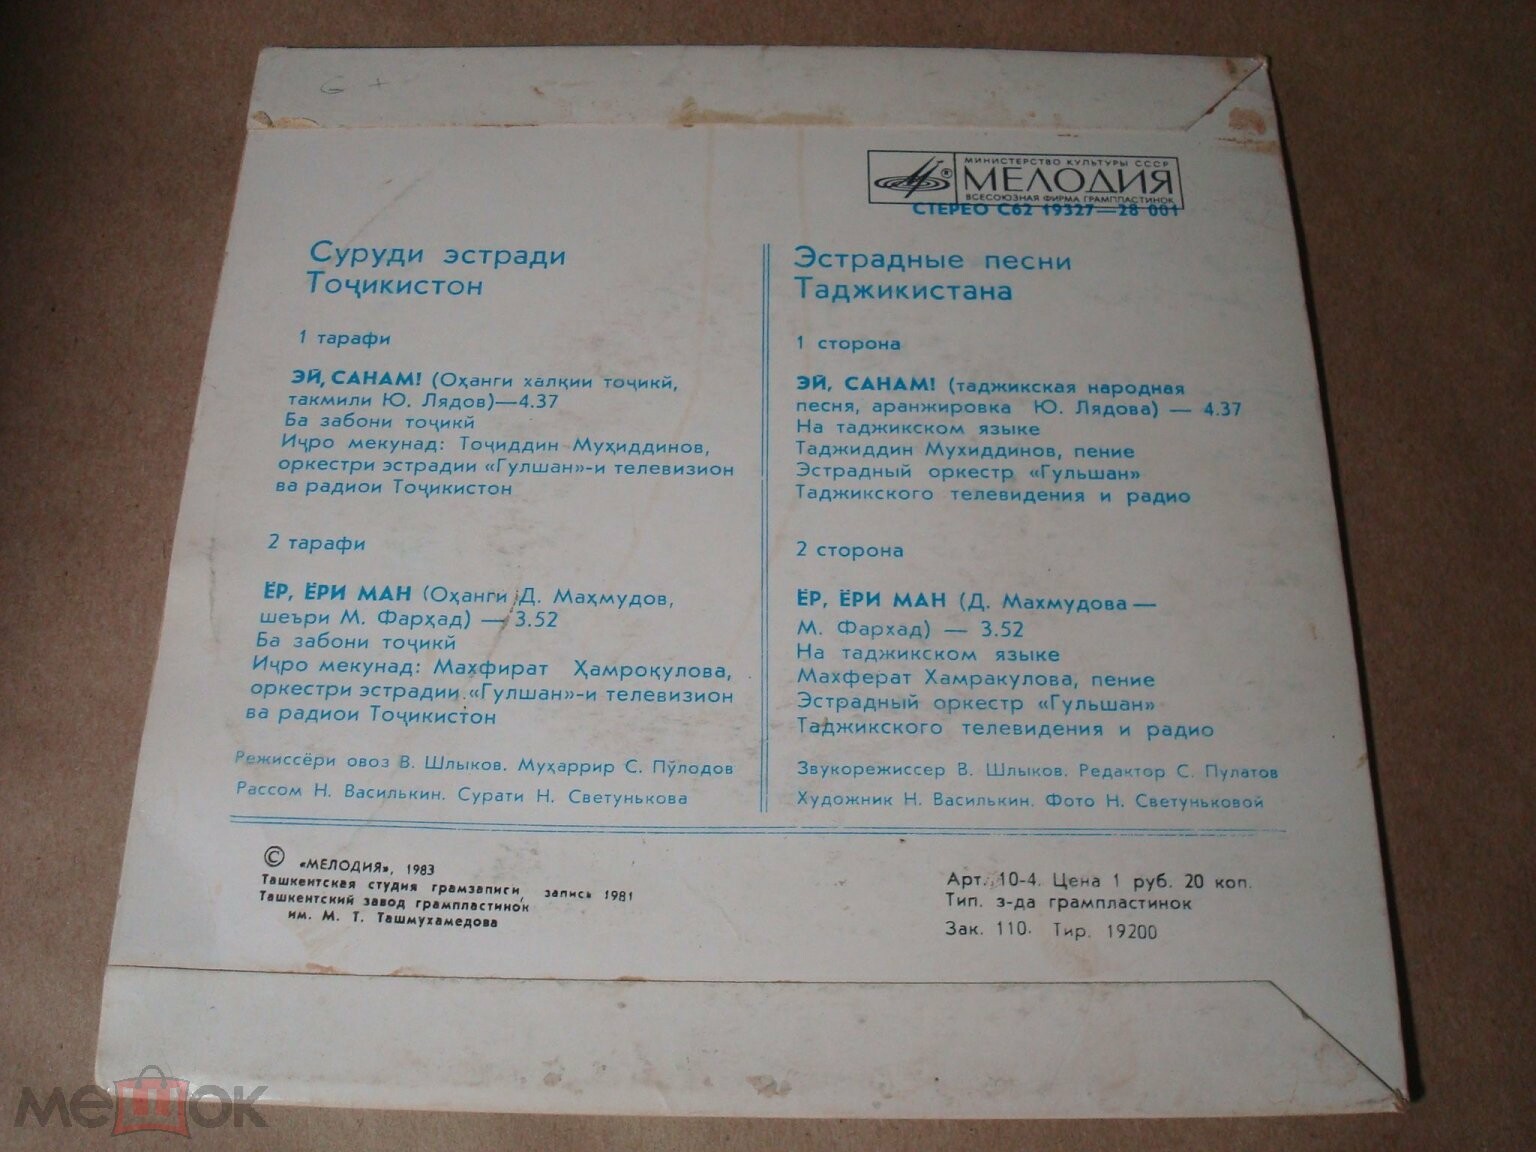 G +
МИНИСТЕРСТВО КУЛЬТУРЫ СССР
МЕЛОДИЯ
ВСЕСОЮЗНАЯ ФИРМА ГРАМПЛАСТИНОК
СТЕРЕО С62 19327—28 001
Суруди эстради
Тоҷикистон
1 тарафи
ЭЙ, САНАМ! (Оҳанги халқии тоҷикӣ,
такмили Ю. Лядов)—4.37
Ба забони тоҷикӣ
Иҷро мекунад: Тоҷиддин Муҳиддинов,
оркестри эстрадии «Гулшан»-и телевизион
ва радиои Тоҷикистон
2 тарафи
ЁР, ЁРИ МАН (Оҳанги Д. Маҳмудов,
шеъри М. Фарҳад) — 3.52
Ба забони тоҷикӣ
Иҷро мекунад: Махфират Ҳамроқулова,
оркестри эстрадии «Гулшан»-и телевизион
ва радиои Тоҷикистон
Режиссёри овоз В. Шлыков. Муҳаррир С. Пӯлодов
Рассом Н. Василькин. Сурати Н. Светунькова
Эстрадные песни
Таджикистана
1 сторона
ЭЙ, САНАМ! (таджикская народная
песня, аранжировка Ю. Лядова) — 4.37
На таджикском языке
Таджиддин Мухиддинов, пение
Эстрадный оркестр «Гульшан»
Таджикского телевидения и радио
2 сторона
ЁР, ЁРИ МАН (Д. Махмудова —
М. Фархад) — 3.52
На таджикском языке
Махферат Хамракулова, пение
Эстрадный оркестр «Гульшан»
Таджикского телевидения и радио
Звукорежиссер В. Шлыков. Редактор С. Пулатов
Художник Н. Василькин. Фото Н. Светуньковой
© «МЕЛОДИЯ», 1983
Ташкентская студия грамзаписи, запись 1981
Ташкентский завод грампластинок
им. М. Т. Ташмухамедова
Арт. 10-4. Цена 1 руб. 20 коп.
Тип. з-да грампластинок
Зак. 110. Тир. 19200
мешок